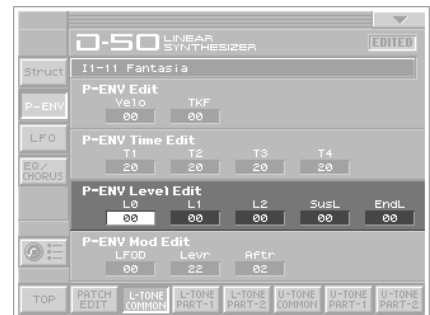 D-50 LINEAR SYNTHESIZER
EDITED
Struct
I1-11 Fantasia
P-ENV Edit
Velo TKF
P-ENV
00 00
LFO
P-ENV Time Edit
T1 T2 T3 T4
EQ/CHORUS
20 20 20 20
P-ENV Level Edit
L0 L1 L2 SusL EndL
00 00 00 00 00
P-ENV Mod Edit
LFOD Levr Aftr
00 22 02
TOP
PATCH EDIT
L-TONE COMMON
L-TONE PART-1
L-TONE PART-2
U-TONE COMMON
U-TONE PART-1
U-TONE PART-2